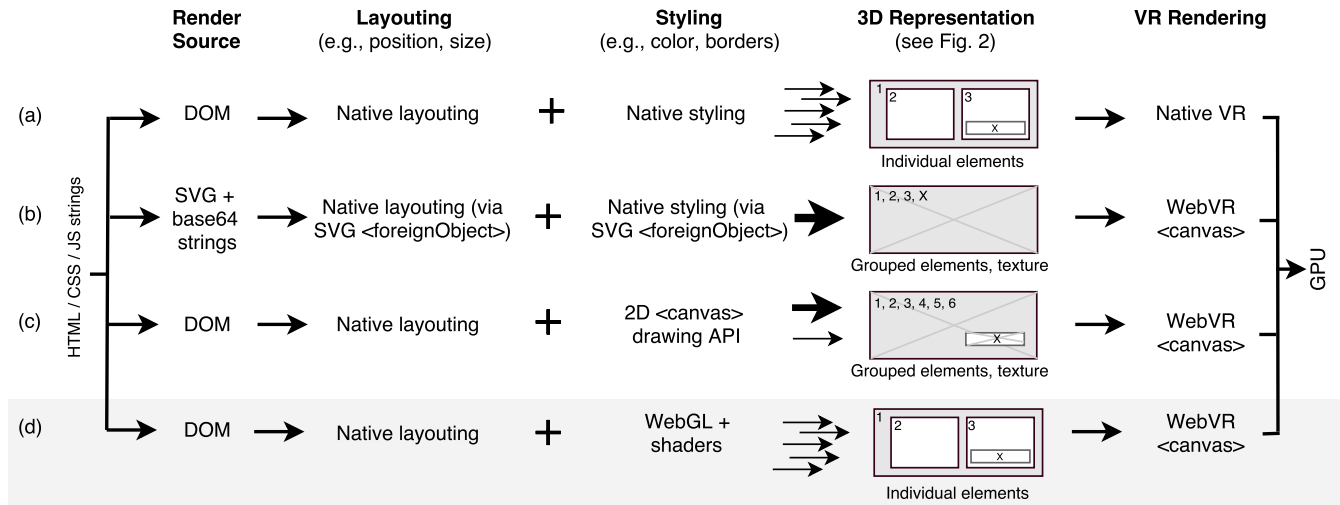 Render
Source
Layouting
(e.g., position, size)
Styling
(e.g., color, borders)
3D Representation
(see Fig. 2)
VR Rendering
HTML / CSS / JS strings
(a)
DOM
Native layouting
+
Native styling
1
2
3
X
Individual elements
Native VR
(b)
SVG +
base64
strings
Native layouting (via
SVG <foreignObject>)
+
Native styling (via
SVG <foreignObject>)
1, 2, 3, X
Grouped elements, texture
WebVR
<canvas>
(c)
DOM
Native layouting
+
2D <canvas>
drawing API
1, 2, 3, 4, 5, 6
X
Grouped elements, texture
WebVR
<canvas>
(d)
DOM
Native layouting
+
WebGL +
shaders
1
2
3
X
Individual elements
WebVR
<canvas>
GPU